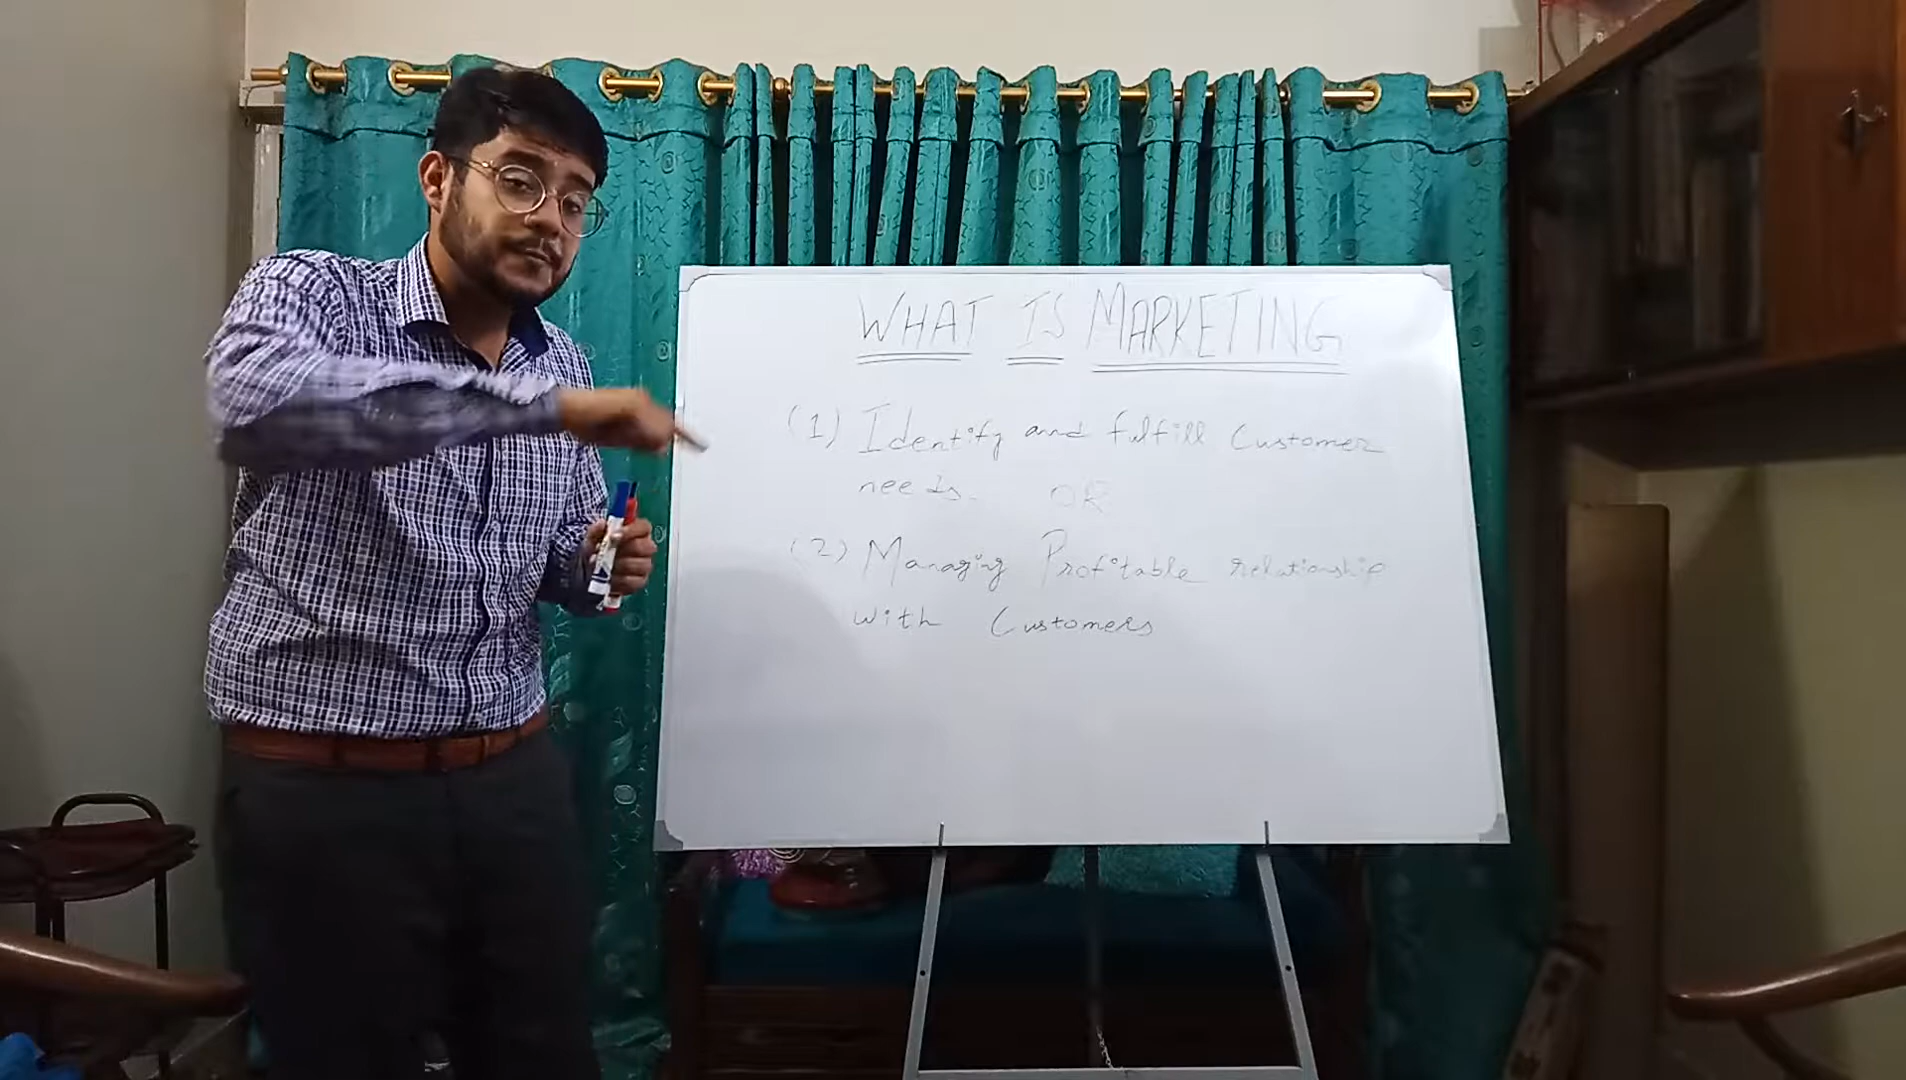 WHAT IS MARKETING
(1) Identify and fulfill Customer
needs. OR
(2) Managing Profitable relationship
with Customers